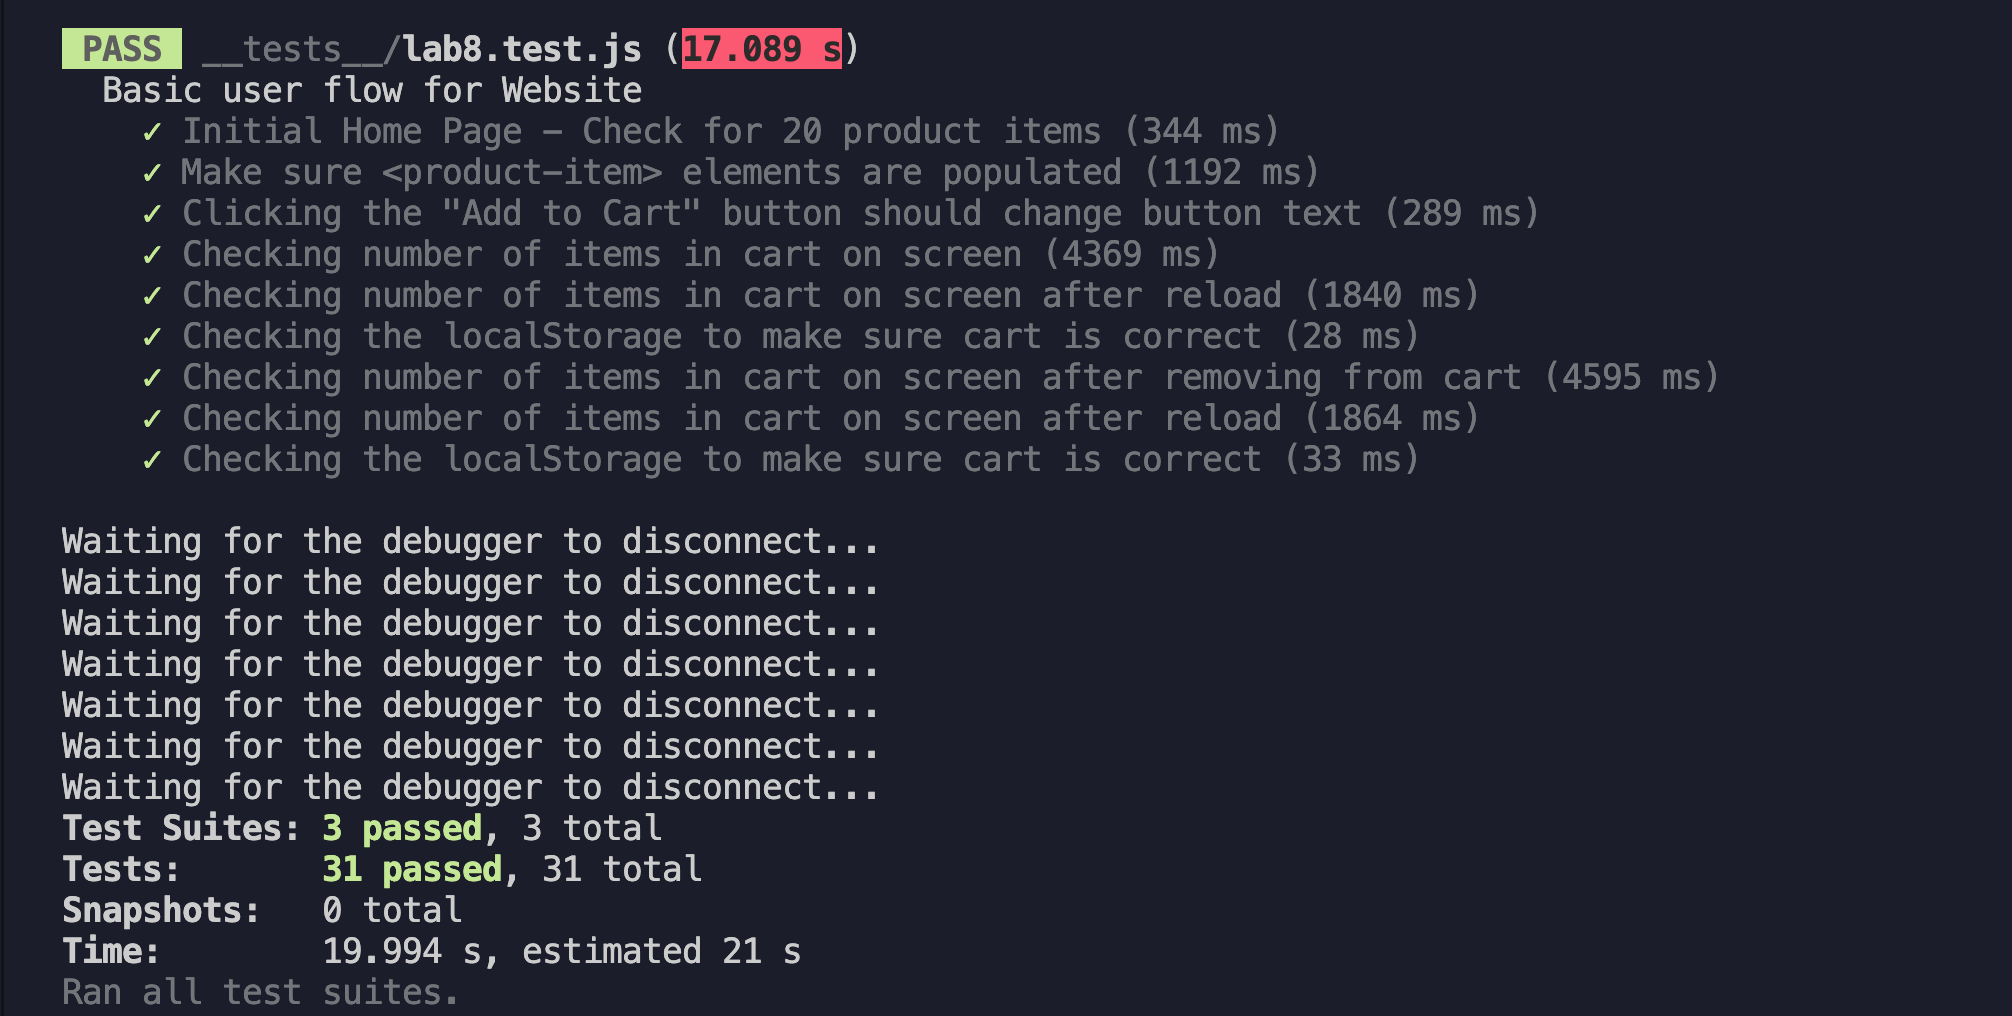 PASS __tests__/lab8.test.js (17.089 s)
Basic user flow for Website
✓ Initial Home Page – Check for 20 product items (344 ms)
✓ Make sure <product-item> elements are populated (1192 ms)
✓ Clicking the "Add to Cart" button should change button text (289 ms)
✓ Checking number of items in cart on screen (4369 ms)
✓ Checking number of items in cart on screen after reload (1840 ms)
✓ Checking the localStorage to make sure cart is correct (28 ms)
✓ Checking number of items in cart on screen after removing from cart (4595 ms)
✓ Checking number of items in cart on screen after reload (1864 ms)
✓ Checking the localStorage to make sure cart is correct (33 ms)
Waiting for the debugger to disconnect...
Waiting for the debugger to disconnect...
Waiting for the debugger to disconnect...
Waiting for the debugger to disconnect...
Waiting for the debugger to disconnect...
Waiting for the debugger to disconnect...
Waiting for the debugger to disconnect...
Test Suites: 3 passed, 3 total
Tests: 31 passed, 31 total
Snapshots: 0 total
Time: 19.994 s, estimated 21 s
Ran all test suites.